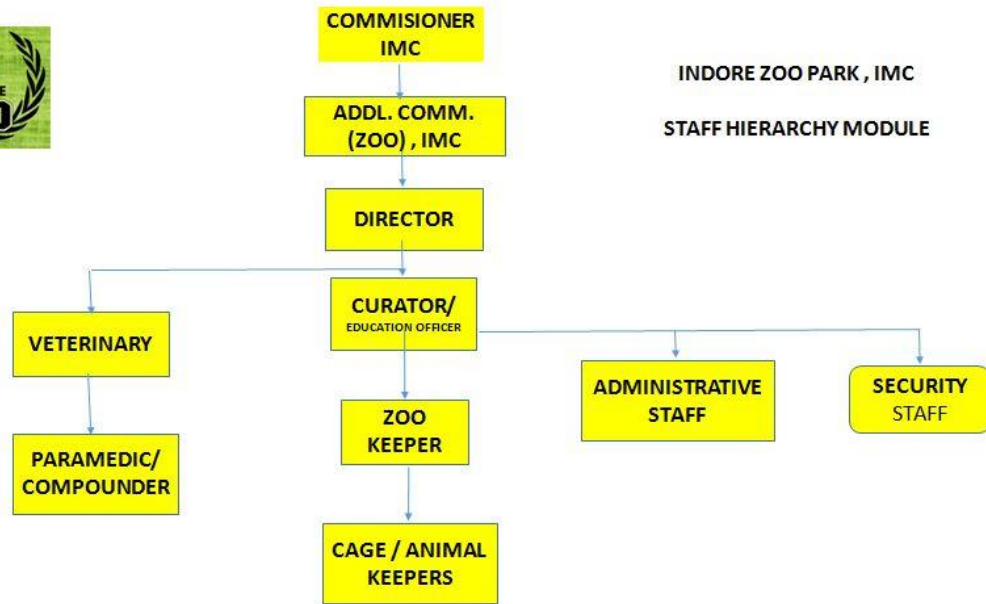 COMMISIONER
IMC
INDORE ZOO PARK , IMC
ADDL. COMM.
(ZOO) , IMC
STAFF HIERARCHY MODULE
DIRECTOR
CURATOR/
EDUCATION OFFICER
VETERINARY
ADMINISTRATIVE
STAFF
SECURITY
STAFF
ZOO
KEEPER
PARAMEDIC/
COMPOUNDER
CAGE / ANIMAL
KEEPERS